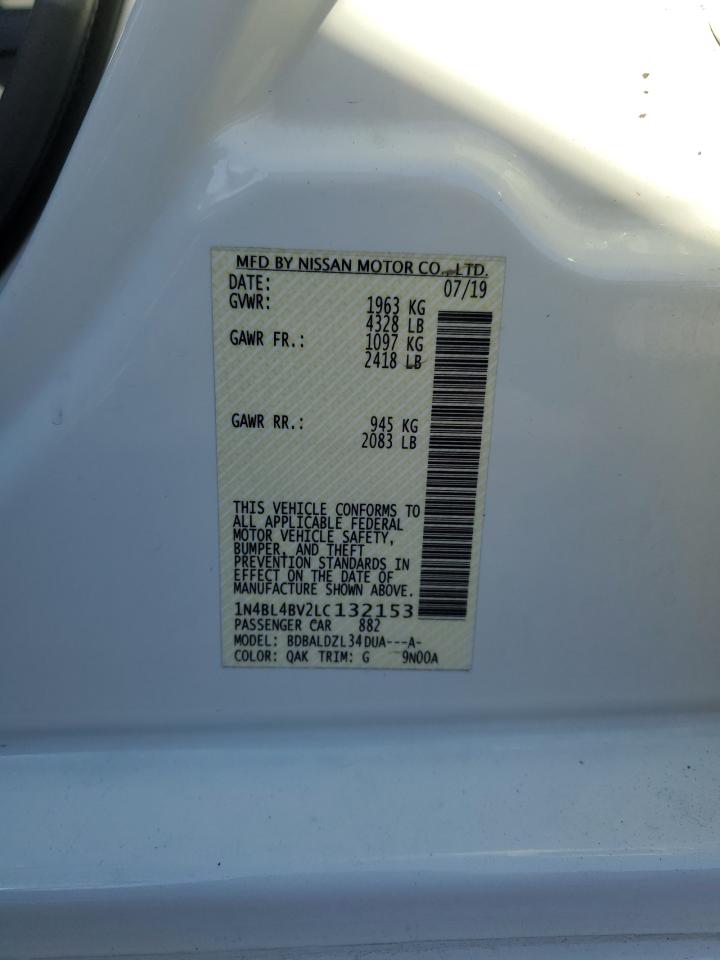 MFD BY NISSAN MOTOR CO., LTD.
DATE: 07/19
GVWR: 1963 KG
4328 LB
GAWR FR.: 1097 KG
2418 LB
GAWR RR.: 945 KG
2083 LB
THIS VEHICLE CONFORMS TO
ALL APPLICABLE FEDERAL
MOTOR VEHICLE SAFETY,
BUMPER, AND THEFT
PREVENTION STANDARDS IN
EFFECT ON THE DATE OF
MANUFACTURE SHOWN ABOVE.
1N4BL4BV2LC132153
PASSENGER CAR 882
MODEL: BDBALDZL34DUA---A-
COLOR: QAK TRIM: G 9N00A